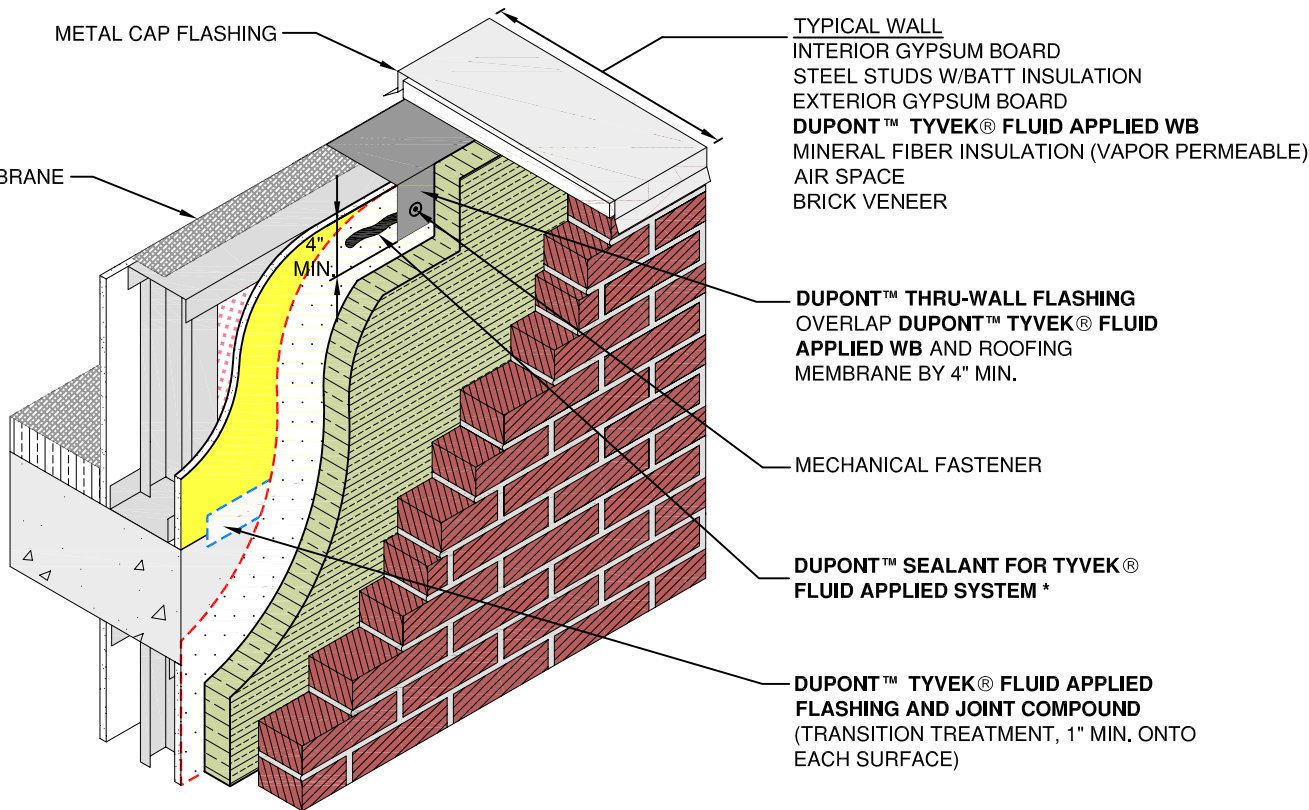 METAL CAP FLASHING
TYPICAL WALL
INTERIOR GYPSUM BOARD
STEEL STUDS W/BATT INSULATION
EXTERIOR GYPSUM BOARD
DUPONT™ TYVEK® FLUID APPLIED WB
MINERAL FIBER INSULATION (VAPOR PERMEABLE)
AIR SPACE
BRICK VENEER
BRANE
4"
MIN.
DUPONT™ THRU-WALL FLASHING
OVERLAP DUPONT™ TYVEK® FLUID
APPLIED WB AND ROOFING
MEMBRANE BY 4" MIN.
MECHANICAL FASTENER
DUPONT™ SEALANT FOR TYVEK®
FLUID APPLIED SYSTEM *
DUPONT™ TYVEK® FLUID APPLIED
FLASHING AND JOINT COMPOUND
(TRANSITION TREATMENT, 1" MIN. ONTO
EACH SURFACE)